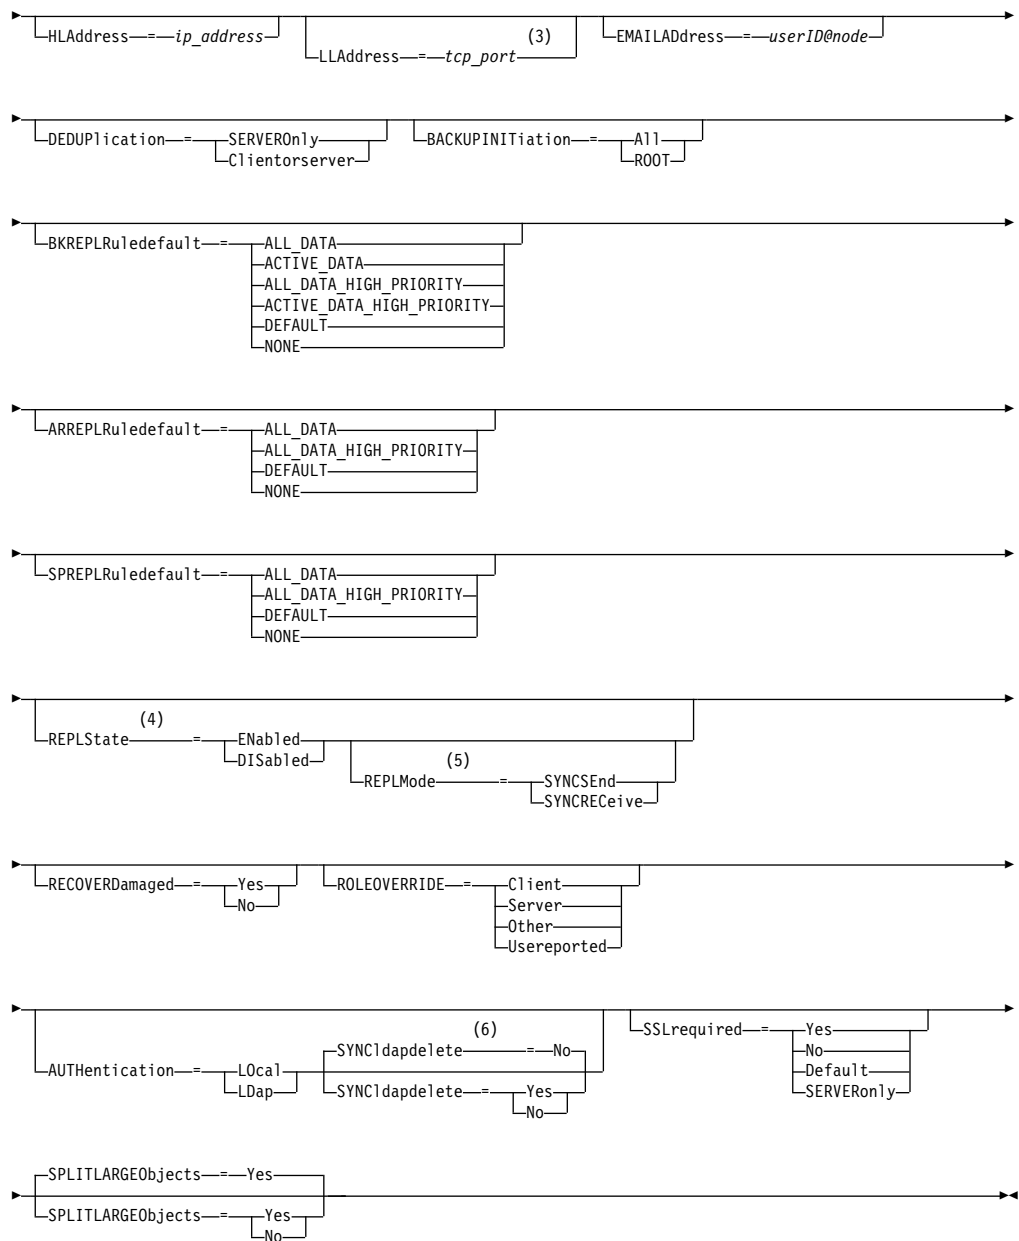 HLAddress = ip_address LLAddress (3) = tcp_port EMAILADdress = userID@node
DEDUPlication = SERVEROnly BACKUPINITiation = All
Clientorserver ROOT
BKREPLRuledefault = ALL_DATA
ACTIVE_DATA
ALL_DATA_HIGH_PRIORITY
ACTIVE_DATA_HIGH_PRIORITY
DEFAULT
NONE
ARREPLRuledefault = ALL_DATA
ALL_DATA_HIGH_PRIORITY
DEFAULT
NONE
SPREPLRuledefault = ALL_DATA
ALL_DATA_HIGH_PRIORITY
DEFAULT
NONE
(4)
REPLState = ENabled
DISabled
(5)
REPLMode = SYNCSEnd
SYNCRECeive
RECOVERDamaged = Yes ROLEOVERRIDE = Client
No Server
Other
Usereported
(6)
SYNCldapdelete = No SSLrequired = Yes
AUTHentication = LOcal No
LDap SYNCldapdelete = Yes Default
No SERVERonly
SPLITLARGEObjects = Yes
SPLITLARGEObjects = Yes
No